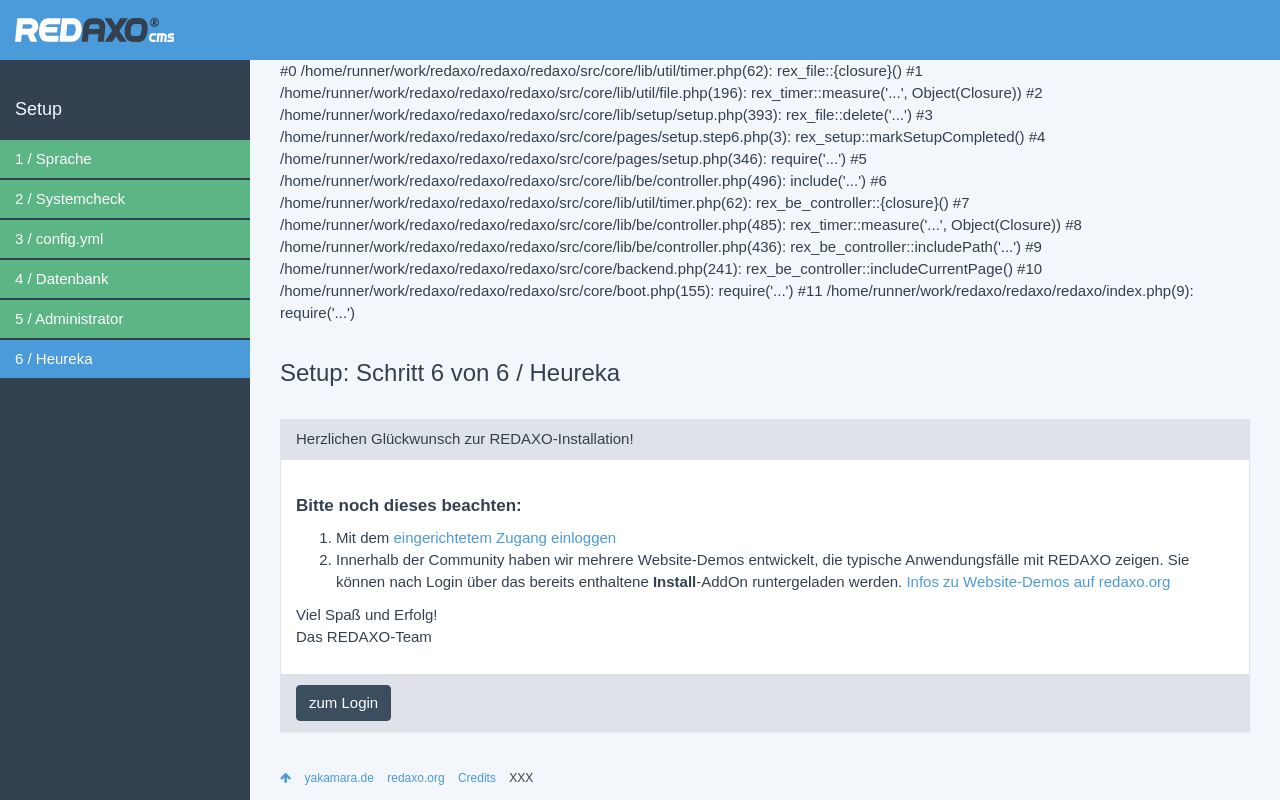 REDAXO® cms
Setup
1 / Sprache
2 / Systemcheck
3 / config.yml
4 / Datenbank
5 / Administrator
6 / Heureka
#0 /home/runner/work/redaxo/redaxo/redaxo/src/core/lib/util/timer.php(62): rex_file::{closure}() #1
/home/runner/work/redaxo/redaxo/redaxo/src/core/lib/util/file.php(196): rex_timer::measure('...', Object(Closure)) #2
/home/runner/work/redaxo/redaxo/redaxo/src/core/lib/setup/setup.php(393): rex_file::delete('...') #3
/home/runner/work/redaxo/redaxo/redaxo/src/core/pages/setup.step6.php(3): rex_setup::markSetupCompleted() #4
/home/runner/work/redaxo/redaxo/redaxo/src/core/pages/setup.php(346): require('...') #5
/home/runner/work/redaxo/redaxo/redaxo/src/core/lib/be/controller.php(496): include('...') #6
/home/runner/work/redaxo/redaxo/redaxo/src/core/lib/util/timer.php(62): rex_be_controller::{closure}() #7
/home/runner/work/redaxo/redaxo/redaxo/src/core/lib/be/controller.php(485): rex_timer::measure('...', Object(Closure)) #8
/home/runner/work/redaxo/redaxo/redaxo/src/core/lib/be/controller.php(436): rex_be_controller::includePath('...') #9
/home/runner/work/redaxo/redaxo/redaxo/src/core/backend.php(241): rex_be_controller::includeCurrentPage() #10
/home/runner/work/redaxo/redaxo/redaxo/src/core/boot.php(155): require('...') #11 /home/runner/work/redaxo/redaxo/redaxo/index.php(9):
require('...')
Setup: Schritt 6 von 6 / Heureka
Herzlichen Glückwunsch zur REDAXO-Installation!
Bitte noch dieses beachten:
1. Mit dem eingerichtetem Zugang einloggen
2. Innerhalb der Community haben wir mehrere Website-Demos entwickelt, die typische Anwendungsfälle mit REDAXO zeigen. Sie
können nach Login über das bereits enthaltene Install-AddOn runtergeladen werden. Infos zu Website-Demos auf redaxo.org
Viel Spaß und Erfolg!
Das REDAXO-Team
zum Login
yakamara.de redaxo.org Credits XXX